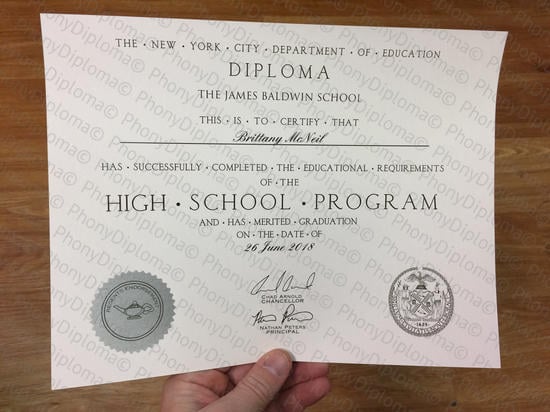 THE • NEW • YORK • CITY • DEPARTMENT • OF • EDUCATION
DIPLOMA
THE JAMES BALDWIN SCHOOL
THIS • IS • TO • CERTIFY • THAT
Brittany McNeil
HAS • SUCCESSFULLY • COMPLETED • THE • EDUCATIONAL • REQUIREMENTS
OF • THE
HIGH • SCHOOL • PROGRAM
AND • HAS • MERITED • GRADUATION
ON • THE • DATE • OF
26 June 2018
CHAD ARNOLD
CHANCELLOR
NATHAN PETERS
PRINCIPAL
REGENTS ENDORSEMENT
1625
PhonyDiploma©